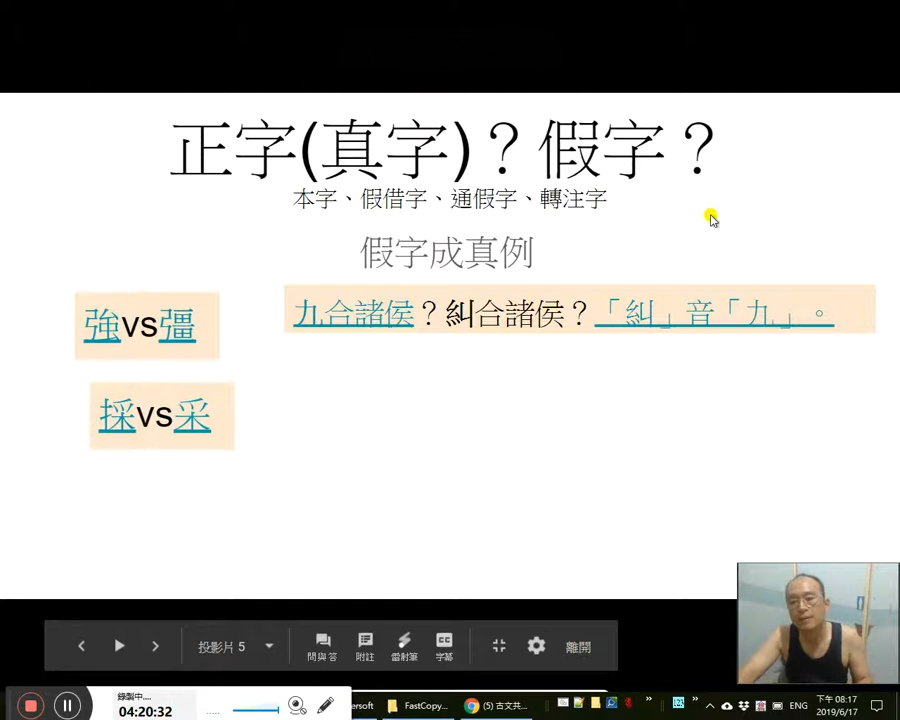 正字(真字)？假字？
本字、假借字、通假字、轉注字
假字成真例
九合諸侯？糾合諸侯？「糾」音「九」。
強vs彊
採vs采
投影片 5
問與答
附註
雷射筆
字幕
離開
錄製中....
04:20:32
.....
ersoft
FastCopy...
(5) 古文共...
ENG
下午 08:17
2019/6/17